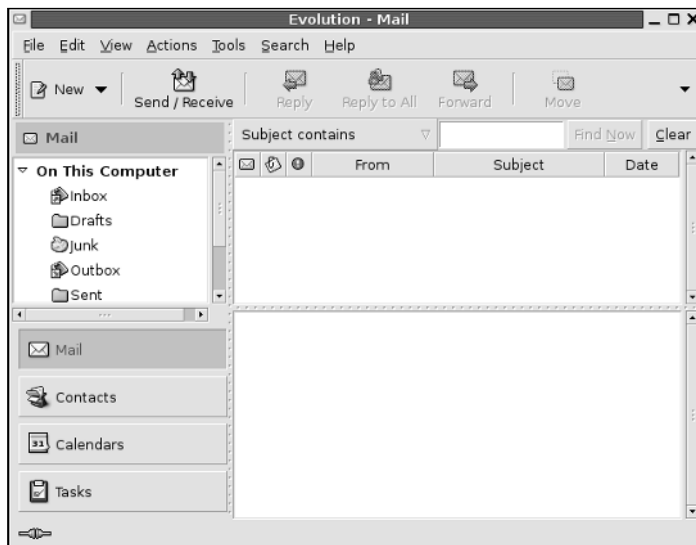 Evolution - Mail
File Edit View Actions Tools Search Help
New Send / Receive Reply Reply to All Forward Move
Mail Subject contains Find Now Clear
From Subject Date
On This Computer
Inbox
Drafts
Junk
Outbox
Sent
Mail
Contacts
31 Calendars
Tasks